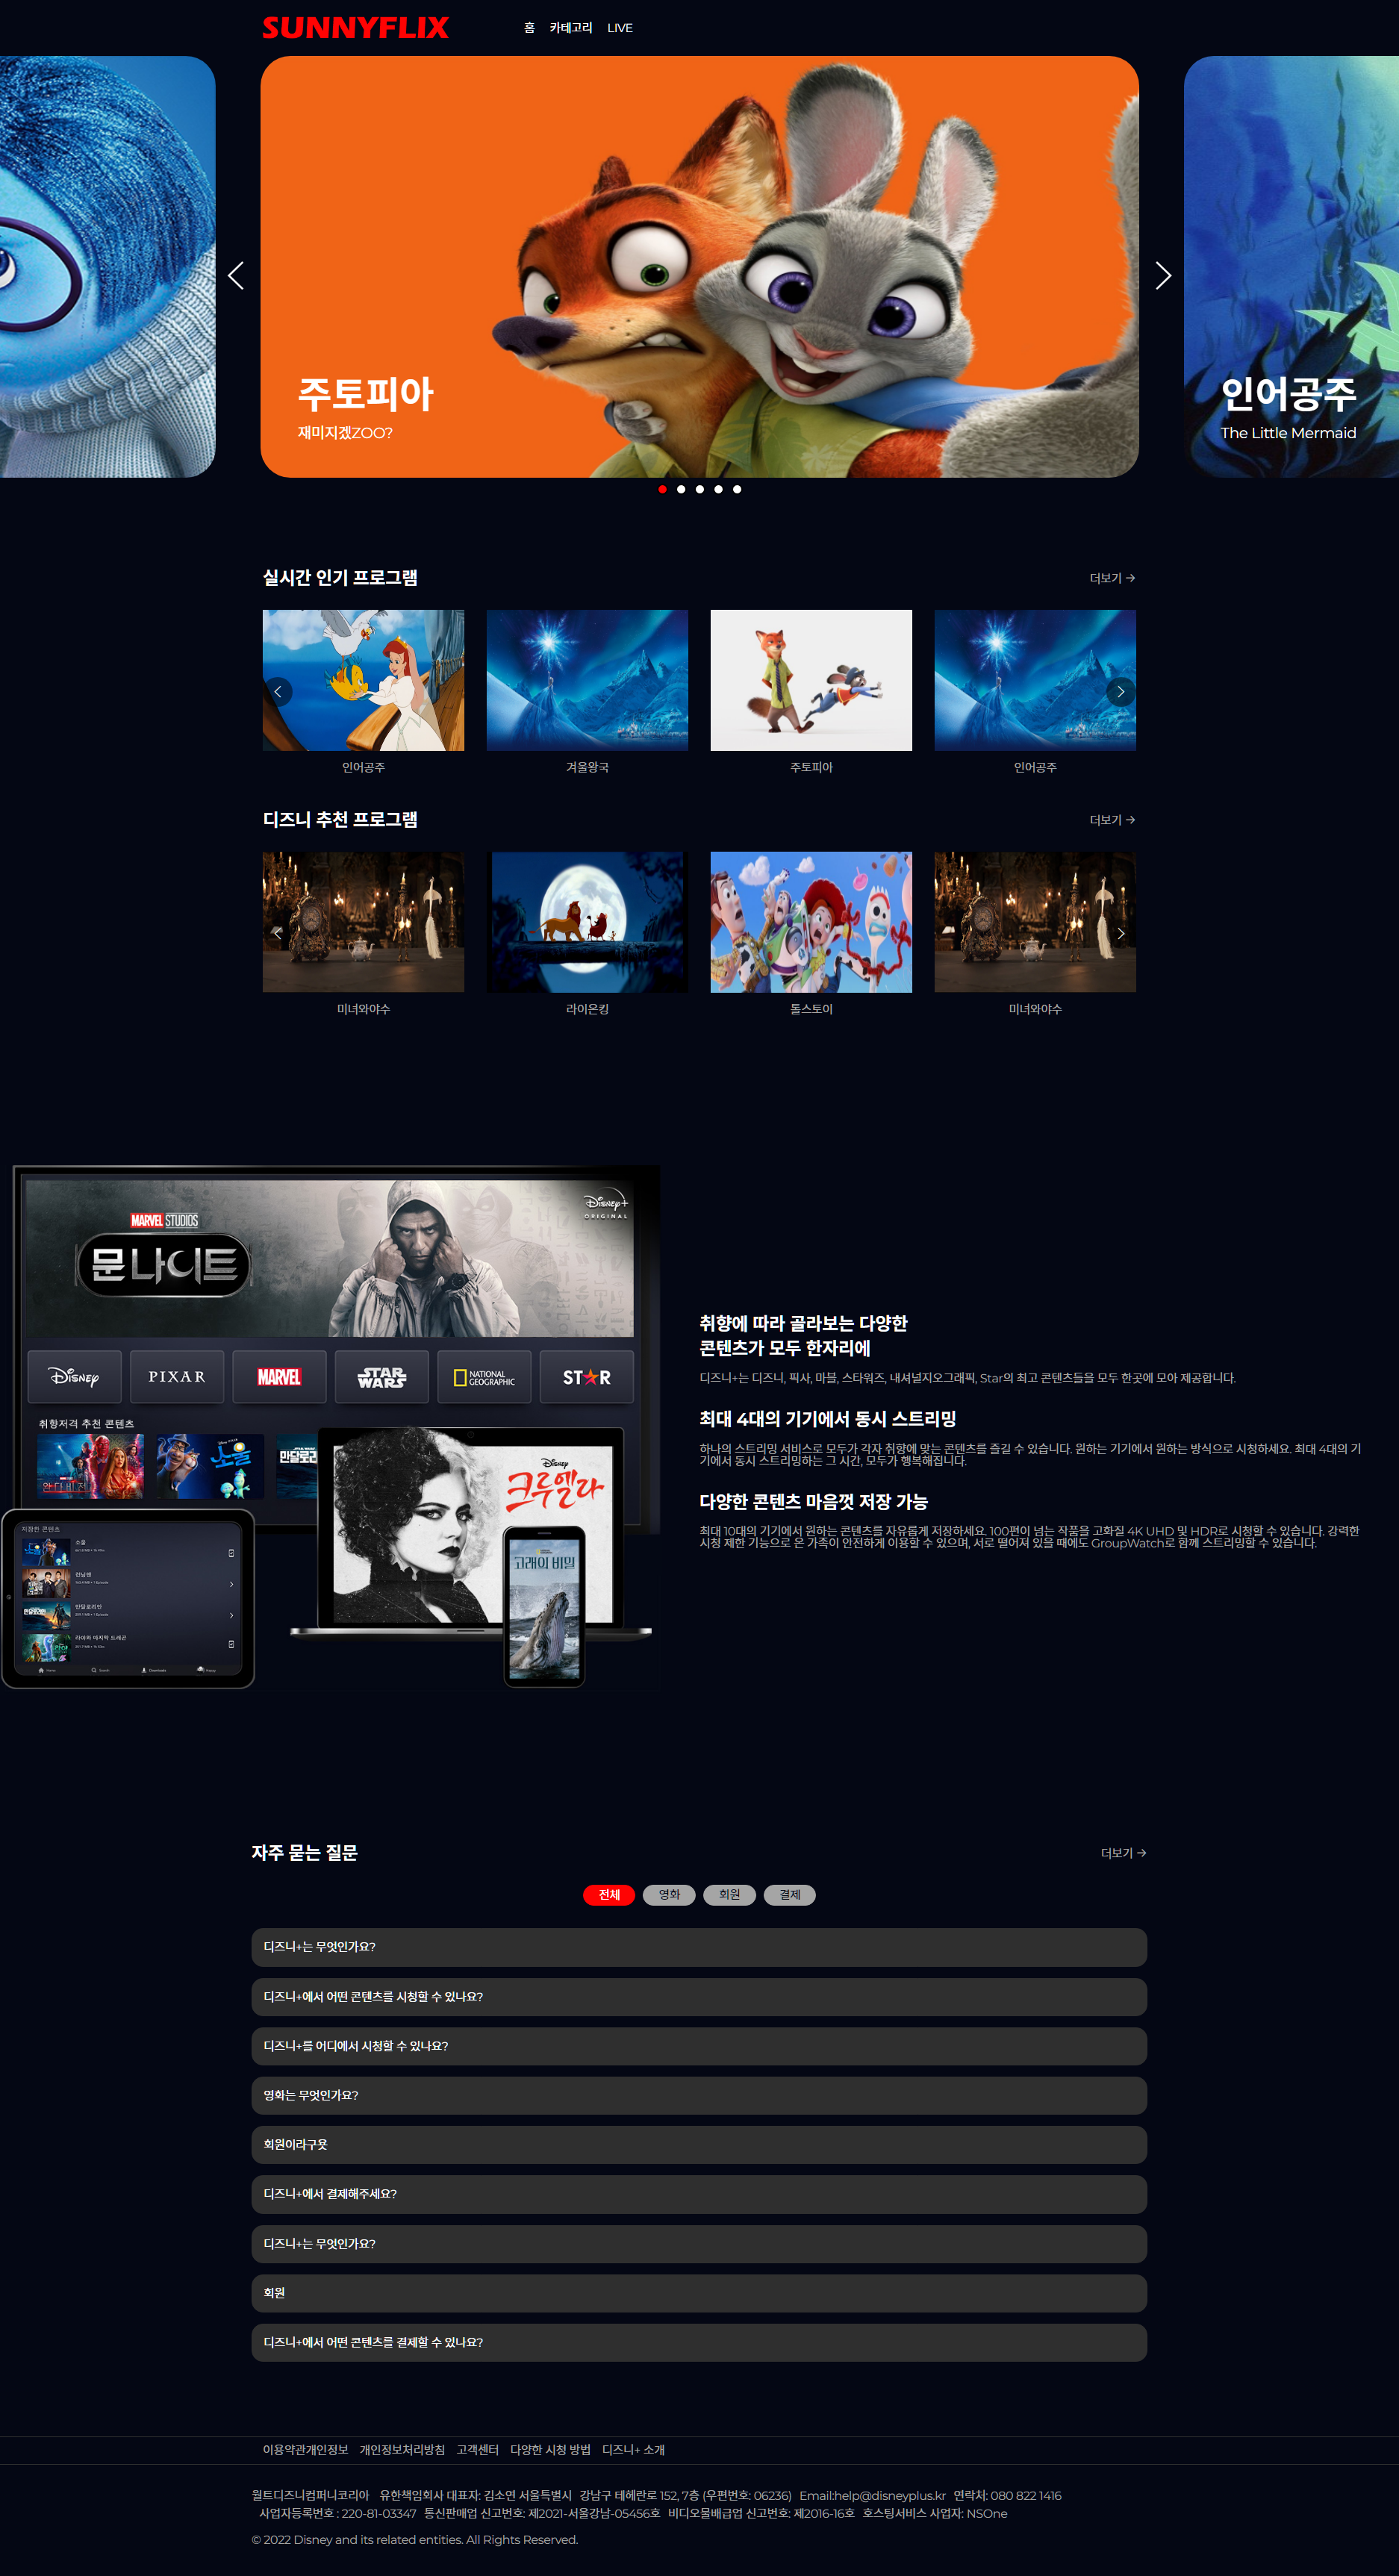 SUNNYFLIX
홈 카테고리 LIVE
주토피아
재미지겠ZOO?
인어공주
The Little Mermaid
실시간 인기 프로그램
더보기 →
인어공주 겨울왕국 주토피아 인어공주
디즈니 추천 프로그램
더보기 →
미녀와야수 라이온킹 톨스토이 미녀와야수
Disney+
ORIGINAL
MARVEL STUDIOS
문나이트
Disney PIXAR MARVEL STAR WARS NATIONAL GEOGRAPHIC STAR
취향저격 추천 콘텐츠
완다비전
소울
Disney
크루엘라
고래의 비밀
저장한 콘텐츠
소울
런닝맨
만달로리안
라야와 마지막 드래곤
취향에 따라 골라보는 다양한
콘텐츠가 모두 한자리에
디즈니+는 디즈니, 픽사, 마블, 스타워즈, 내셔널지오그래픽, Star의 최고 콘텐츠들을 모두 한곳에 모아 제공합니다.
최대 4대의 기기에서 동시 스트리밍
하나의 스트리밍 서비스로 모두가 각자 취향에 맞는 콘텐츠를 즐길 수 있습니다. 원하는 기기에서 원하는 방식으로 시청하세요. 최대 4대의 기
기에서 동시 스트리밍하는 그 시간, 모두가 행복해집니다.
다양한 콘텐츠 마음껏 저장 가능
최대 10대의 기기에서 원하는 콘텐츠를 자유롭게 저장하세요. 100편이 넘는 작품을 고화질 4K UHD 및 HDR로 시청할 수 있습니다. 강력한
시청 제한 기능으로 온 가족이 안전하게 이용할 수 있으며, 서로 떨어져 있을 때에도 GroupWatch로 함께 스트리밍할 수 있습니다.
자주 묻는 질문
더보기 →
전체 영화 회원 결제
디즈니+는 무엇인가요?
디즈니+에서 어떤 콘텐츠를 시청할 수 있나요?
디즈니+를 어디에서 시청할 수 있나요?
영화는 무엇인가요?
회원이라구욧
디즈니+에서 결제해주세요?
디즈니+는 무엇인가요?
회원
디즈니+에서 어떤 콘텐츠를 결제할 수 있나요?
이용약관개인정보 개인정보처리방침 고객센터 다양한 시청 방법 디즈니+ 소개
월트디즈니컴퍼니코리아 유한책임회사 대표자: 김소연 서울특별시 강남구 테헤란로 152, 7층 (우편번호: 06236) Email:help@disneyplus.kr 연락처: 080 822 1416
사업자등록번호 : 220-81-03347 통신판매업 신고번호: 제2021-서울강남-05456호 비디오물배급업 신고번호: 제2016-16호 호스팅서비스 사업자: NSOne
© 2022 Disney and its related entities. All Rights Reserved.